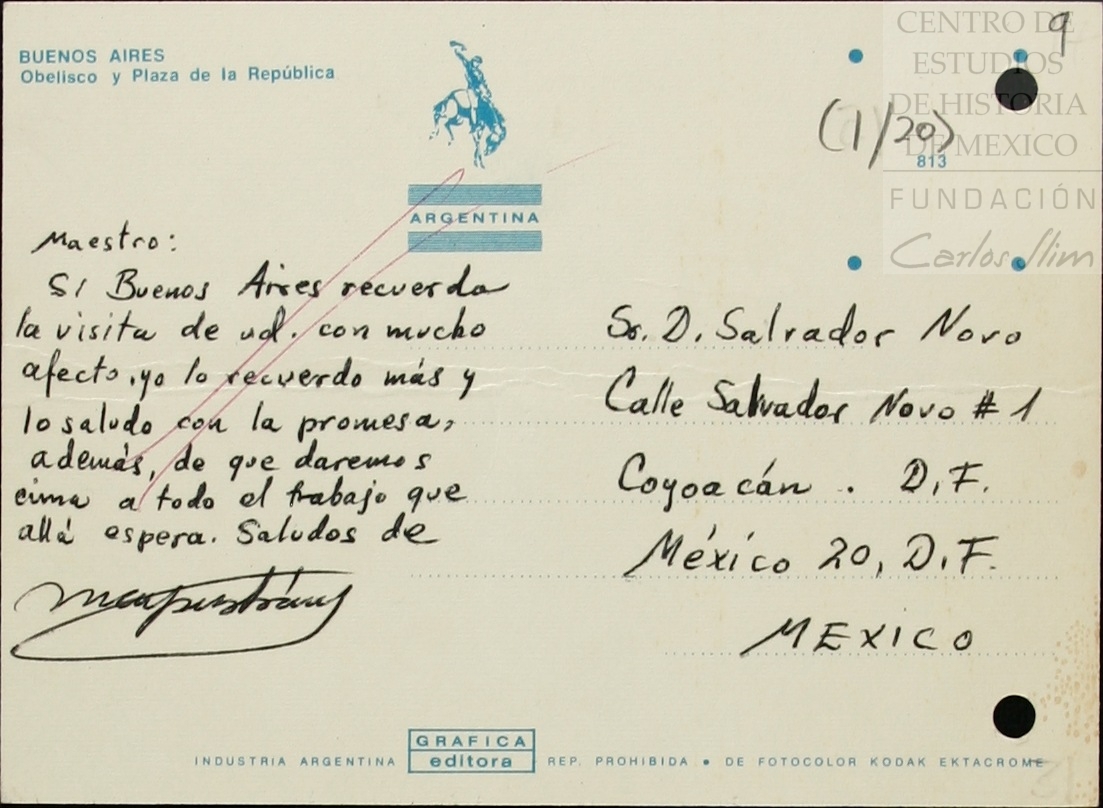 BUENOS AIRES
Obelisco y Plaza de la República
ARGENTINA
9
(1/20)
813
CENTRO DE
ESTUDIOS
DE HISTORIA
DE MEXICO
FUNDACIÓN
Carlos Slim
Maestro:
Si Buenos Aires recuerda
la visita de ud. con mucho
afecto, yo lo recuerdo más y
lo saludo con la promesa,
además, de que daremos
cima a todo el trabajo que
allá espera. Saludos de
Sr. D. Salvador Novo
Calle Salvador Novo # 1
Coyoacán . D.F.
México 20, D.F.
MEXICO
INDUSTRIA ARGENTINA
GRAFICA
editora
REP. PROHIBIDA • DE FOTOCOLOR KODAK EKTACROME